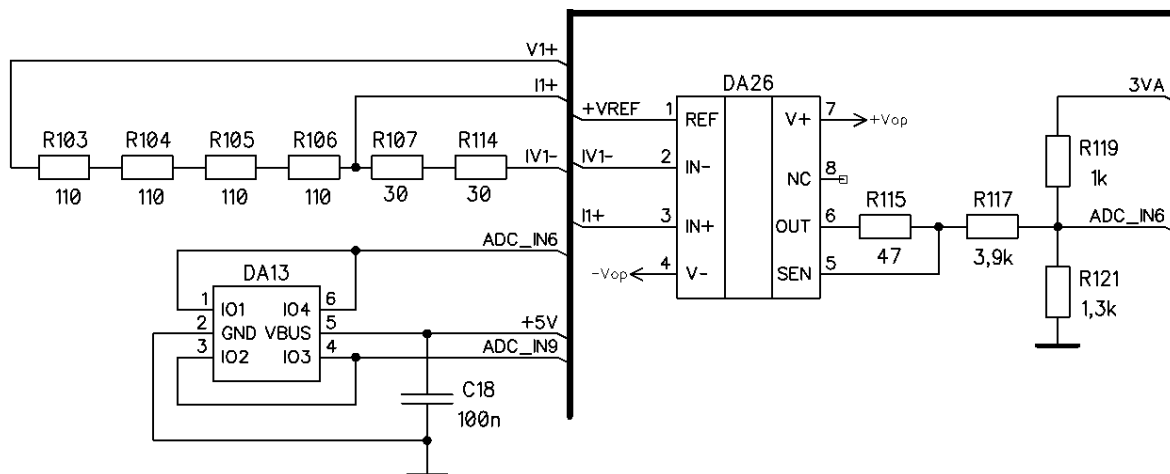 V1+
I1+
DA26
3VA
+VREF
1
REF
V+
7
+Vop
R103
R104
R105
R106
R107
R114
IV1-
IV1-
2
IN-
R119
1k
110
110
110
110
30
30
NC
8
R115
R117
I1+
3
IN+
OUT
6
ADC_IN6
ADC_IN6
47
3,9k
-Vop
4
V-
SEN
5
R121
1,3k
DA13
1
IO1
IO4
6
2
GND
VBUS
5
+5V
3
IO2
IO3
4
ADC_IN9
C18
100n